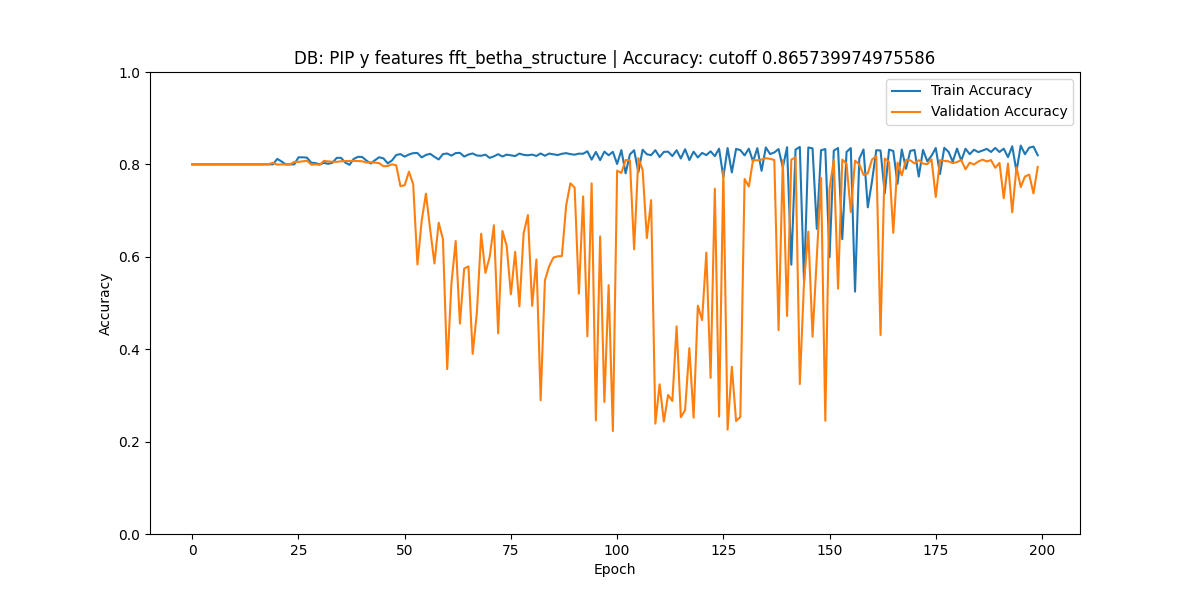 DB: PIP y features fft_betha_structure | Accuracy: cutoff 0.865739974975586
Train Accuracy
Validation Accuracy
Accuracy
1.0
0.8
0.6
0.4
0.2
0.0
0 25 50 75 100 125 150 175 200
Epoch